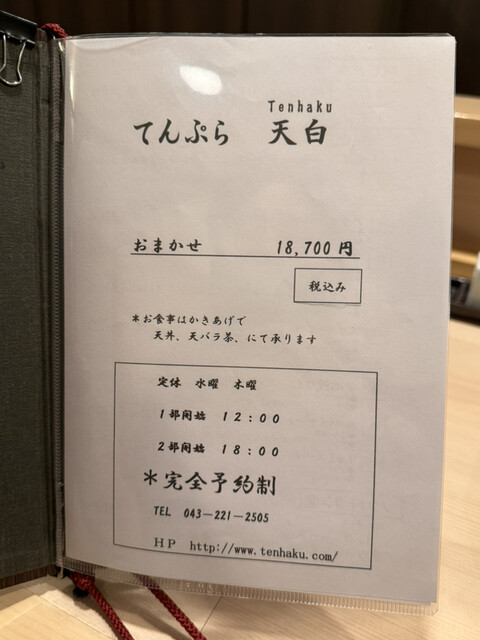 Tenhaku
てんぷら 天白
おまかせ 18,700円
税込み
＊お食事はかきあげで
天丼、天バラ茶、にて承ります
定休 水曜 木曜
1部開始 12：00
2部開始 18：00
＊完全予約制
TEL 043－221－2505
HP http://www.tenhaku.com/